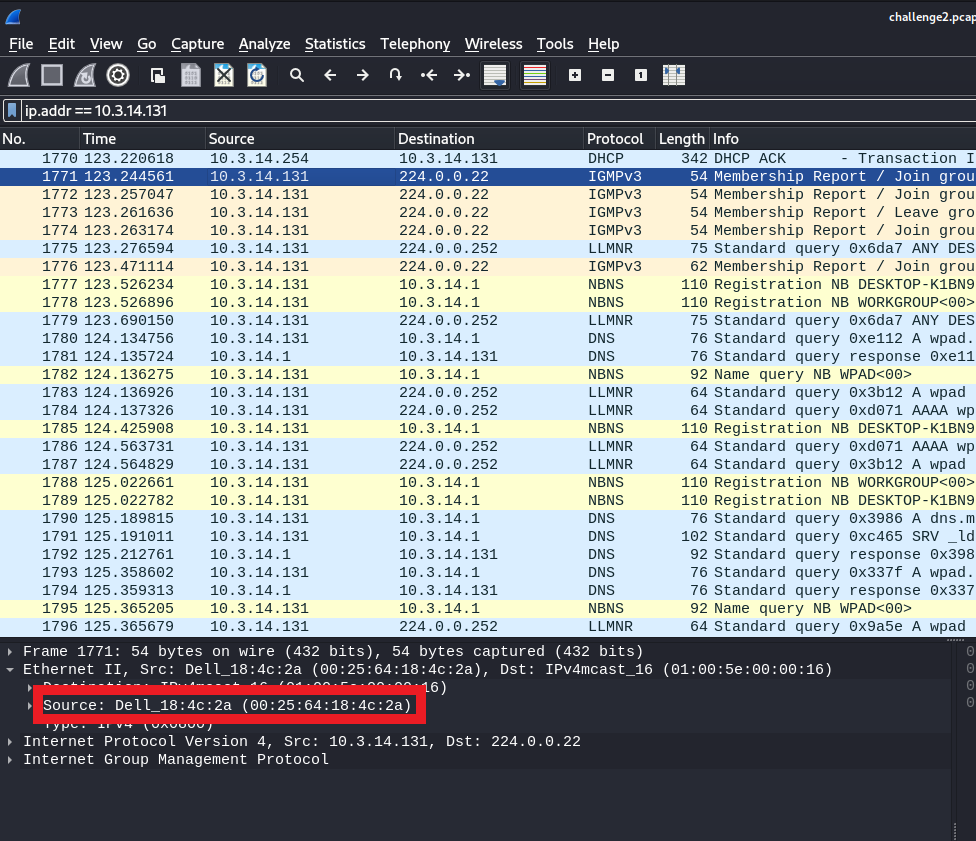 challenge2.pcap
File Edit View Go Capture Analyze Statistics Telephony Wireless Tools Help
ip.addr == 10.3.14.131
No. Time Source Destination Protocol Length Info
1770 123.220618 10.3.14.254 10.3.14.131 DHCP 342 DHCP ACK - Transaction I
1771 123.244561 10.3.14.131 224.0.0.22 IGMPv3 54 Membership Report / Join grou
1772 123.257047 10.3.14.131 224.0.0.22 IGMPv3 54 Membership Report / Join grou
1773 123.261636 10.3.14.131 224.0.0.22 IGMPv3 54 Membership Report / Leave gro
1774 123.263174 10.3.14.131 224.0.0.22 IGMPv3 54 Membership Report / Join grou
1775 123.276594 10.3.14.131 224.0.0.252 LLMNR 75 Standard query 0x6da7 ANY DES
1776 123.471114 10.3.14.131 224.0.0.22 IGMPv3 62 Membership Report / Join grou
1777 123.526234 10.3.14.131 10.3.14.1 NBNS 110 Registration NB DESKTOP-K1BN9
1778 123.526896 10.3.14.131 10.3.14.1 NBNS 110 Registration NB WORKGROUP<00>
1779 123.690150 10.3.14.131 224.0.0.252 LLMNR 75 Standard query 0x6da7 ANY DES
1780 124.134756 10.3.14.131 10.3.14.1 DNS 76 Standard query 0xe112 A wpad.
1781 124.135724 10.3.14.1 10.3.14.131 DNS 76 Standard query response 0xe11
1782 124.136275 10.3.14.131 10.3.14.1 NBNS 92 Name query NB WPAD<00>
1783 124.136926 10.3.14.131 224.0.0.252 LLMNR 64 Standard query 0x3b12 A wpad
1784 124.137326 10.3.14.131 224.0.0.252 LLMNR 64 Standard query 0xd071 AAAA wp
1785 124.425908 10.3.14.131 10.3.14.1 NBNS 110 Registration NB DESKTOP-K1BN9
1786 124.563731 10.3.14.131 224.0.0.252 LLMNR 64 Standard query 0xd071 AAAA wp
1787 124.564829 10.3.14.131 224.0.0.252 LLMNR 64 Standard query 0x3b12 A wpad
1788 125.022661 10.3.14.131 10.3.14.1 NBNS 110 Registration NB WORKGROUP<00>
1789 125.022782 10.3.14.131 10.3.14.1 NBNS 110 Registration NB DESKTOP-K1BN9
1790 125.189815 10.3.14.131 10.3.14.1 DNS 76 Standard query 0x3986 A dns.m
1791 125.191011 10.3.14.131 10.3.14.1 DNS 102 Standard query 0xc465 SRV _ld
1792 125.212761 10.3.14.1 10.3.14.131 DNS 92 Standard query response 0x398
1793 125.358602 10.3.14.131 10.3.14.1 DNS 76 Standard query 0x337f A wpad.
1794 125.359313 10.3.14.1 10.3.14.131 DNS 76 Standard query response 0x337
1795 125.365205 10.3.14.131 10.3.14.1 NBNS 92 Name query NB WPAD<00>
1796 125.365679 10.3.14.131 224.0.0.252 LLMNR 64 Standard query 0x9a5e A wpad
Frame 1771: 54 bytes on wire (432 bits), 54 bytes captured (432 bits)
Ethernet II, Src: Dell_18:4c:2a (00:25:64:18:4c:2a), Dst: IPv4mcast_16 (01:00:5e:00:00:16)
Destination: IPv4mcast_16 (01:00:5e:00:00:16)
Source: Dell_18:4c:2a (00:25:64:18:4c:2a)
Type: IPv4 (0x0800)
Internet Protocol Version 4, Src: 10.3.14.131, Dst: 224.0.0.22
Internet Group Management Protocol